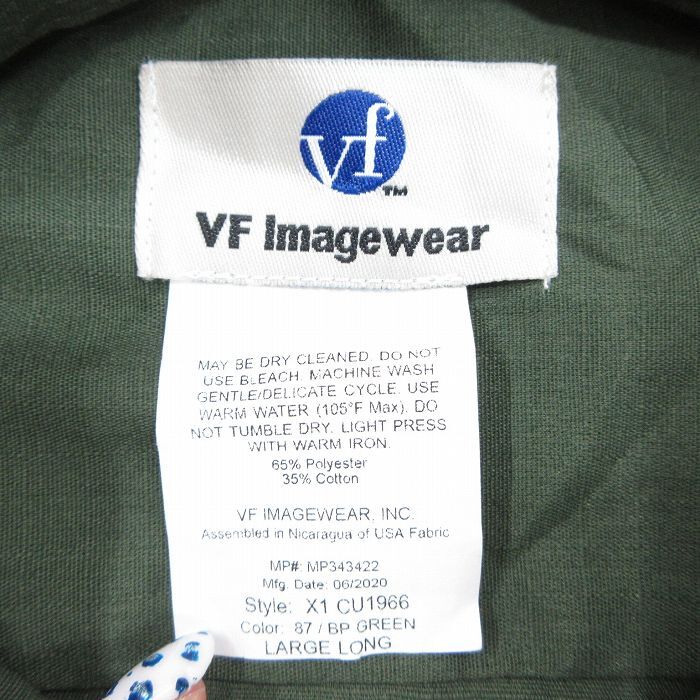 vf
TM
VF Imagewear
MAY BE DRY CLEANED. DO NOT
USE BLEACH. MACHINE WASH
GENTLE/DELICATE CYCLE. USE
WARM WATER (105°F Max). DO
NOT TUMBLE DRY. LIGHT PRESS
WITH WARM IRON.
65% Polyester
35% Cotton
VF IMAGEWEAR, INC.
Assembled in Nicaragua of USA Fabric
MP#: MP343422
Mfg. Date: 06/2020
Style: X1 CU1966
Color: 87 / BP GREEN
LARGE LONG